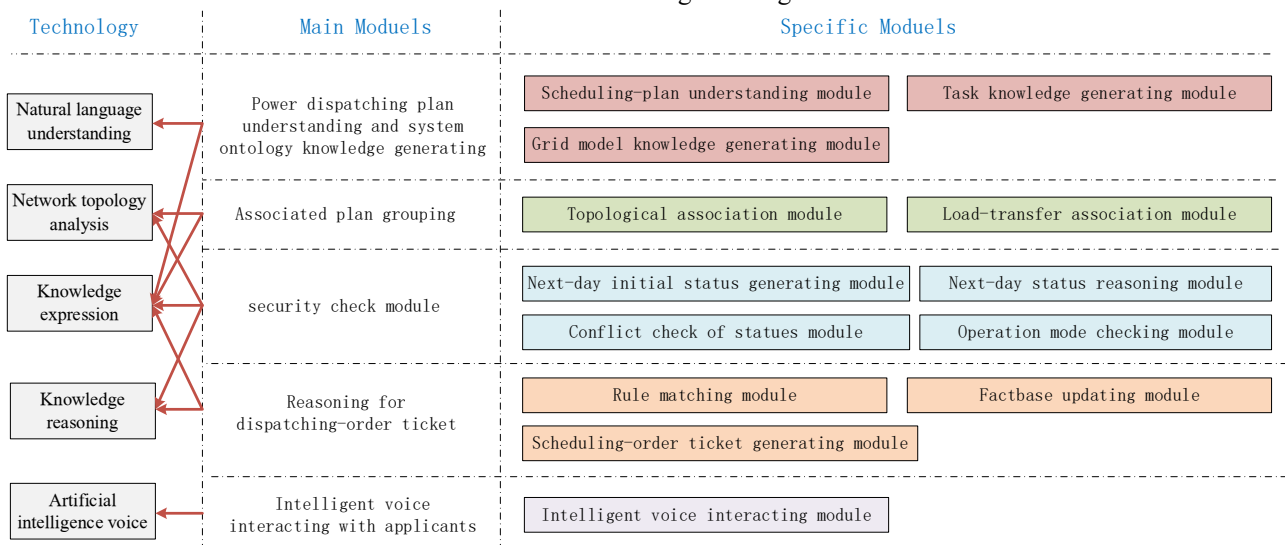 Technology
Main Moduels
Specific Moduels
Natural language
understanding
Power dispatching plan
understanding and system
ontology knowledge generating
Scheduling-plan understanding module
Task knowledge generating module
Grid model knowledge generating module
Network topology
analysis
Associated plan grouping
Topological association module
Load-transfer association module
Knowledge
expression
security check module
Next-day initial status generating module
Next-day status reasoning module
Conflict check of statues module
Operation mode checking module
Knowledge
reasoning
Reasoning for
dispatching-order ticket
Rule matching module
Factbase updating module
Scheduling-order ticket generating module
Artificial
intelligence voice
Intelligent voice
interacting with applicants
Intelligent voice interacting module